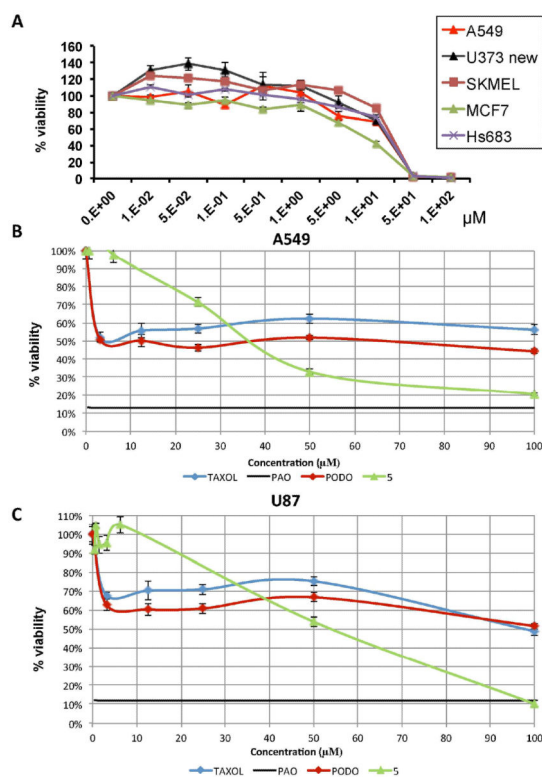 A
160
140
120
100
80
60
40
20
0
% viability
0.E+00 1.E-02 5.E-02 1.E-01 5.E-01 1.E+00 5.E+00 1.E+01 5.E+01 1.E+02
µM
A549
U373 new
SKMEL
MCF7
Hs683
B
A549
100%
90%
80%
70%
60%
50%
40%
30%
20%
10%
0%
% viability
0 10 20 30 40 50 60 70 80 90 100
Concentration (µM)
TAXOL PAO PODO 5
C
U87
110%
100%
90%
80%
70%
60%
50%
40%
30%
20%
10%
0%
% viability
0 10 20 30 40 50 60 70 80 90 100
Concentration (µM)
TAXOL PAO PODO 5